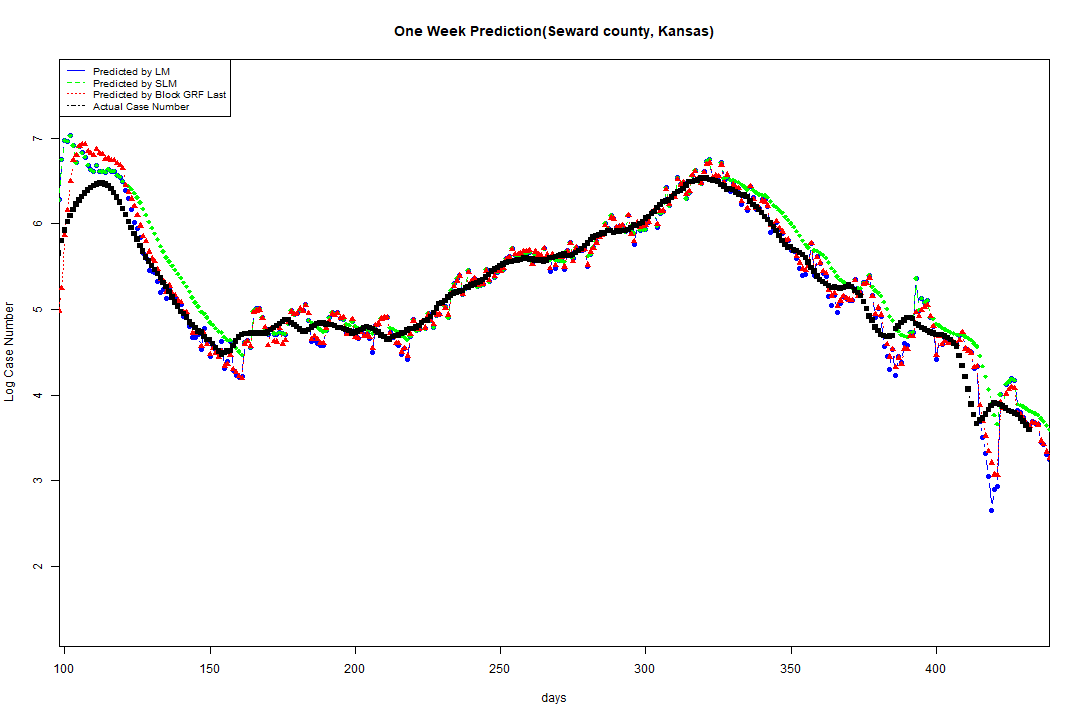 One Week Prediction(Seward county, Kansas)
Predicted by LM
Predicted by SLM
Predicted by Block GRF Last
Actual Case Number
7
6
5
4
3
2
Log Case Number
100 150 200 250 300 350 400
days